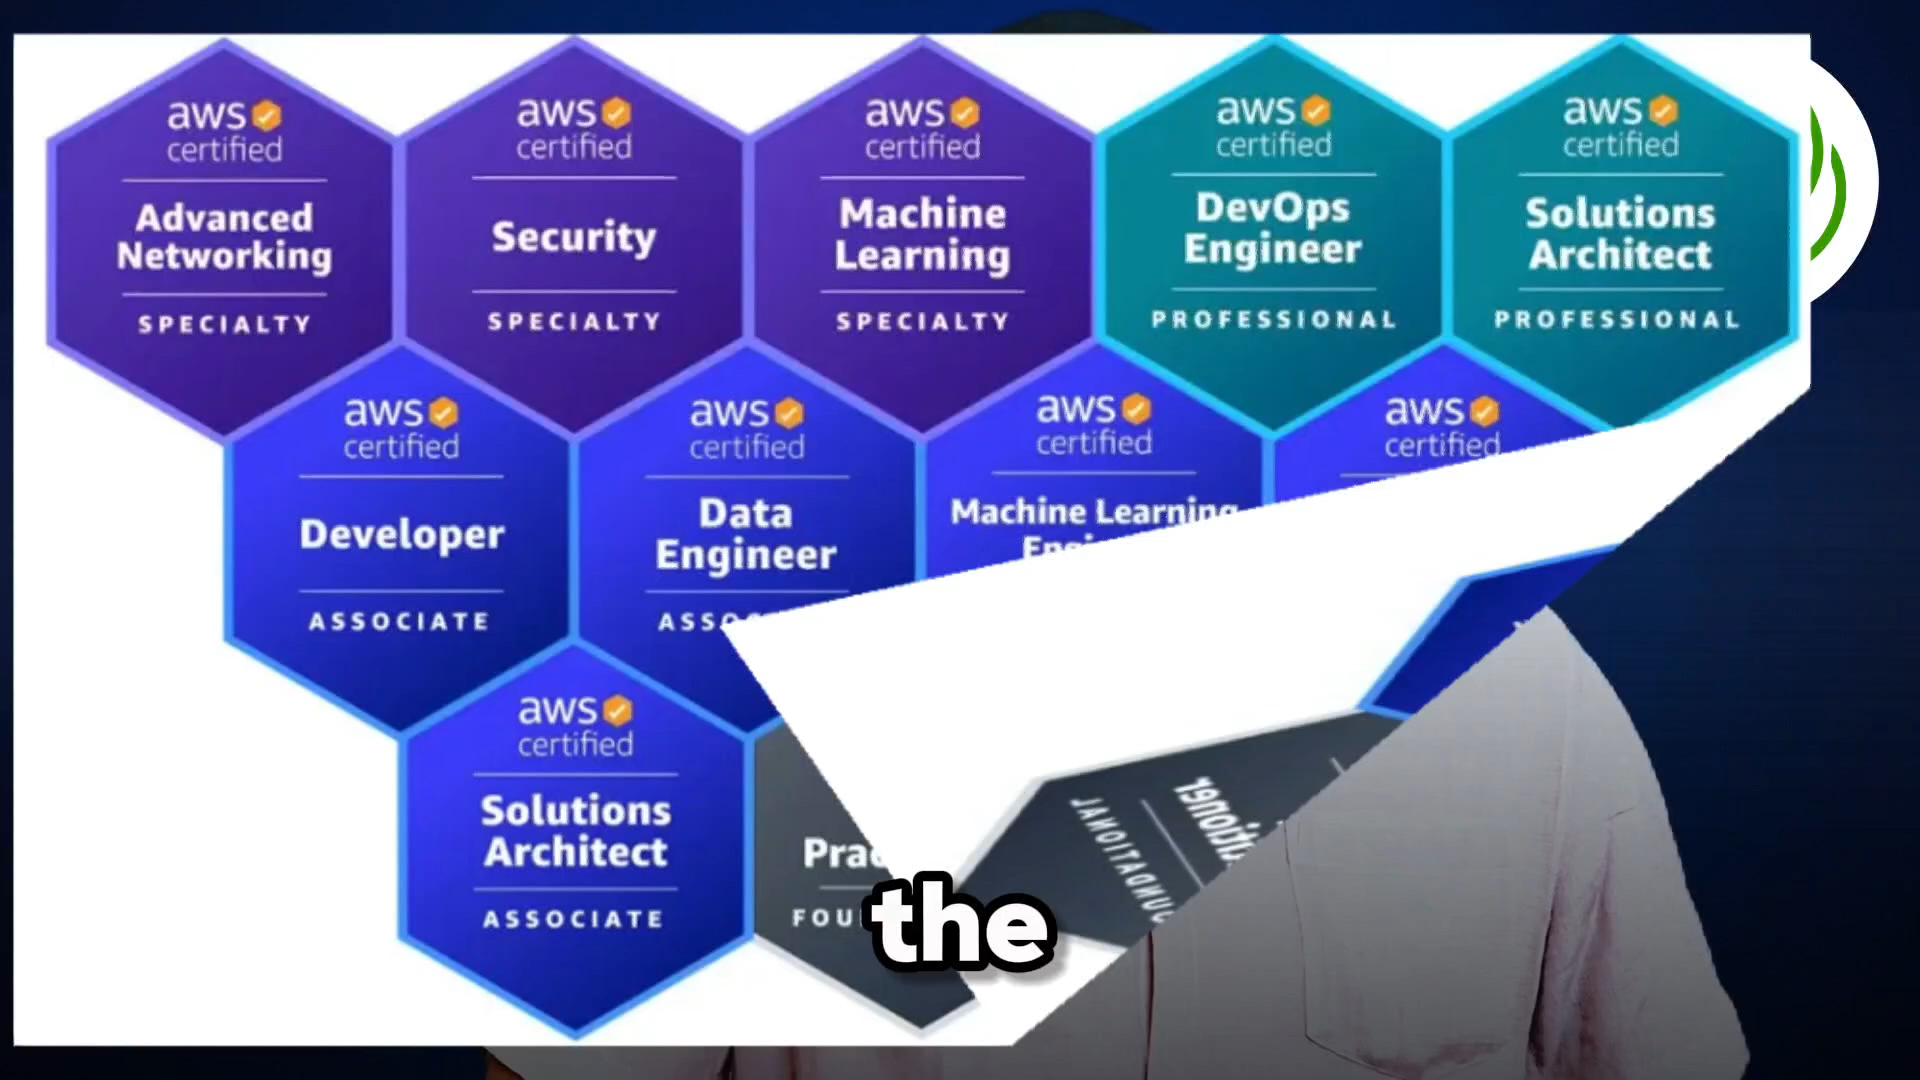 aws
certified
Advanced
Networking
SPECIALTY
aws
certified
Security
SPECIALTY
aws
certified
Machine
Learning
SPECIALTY
aws
certified
DevOps
Engineer
PROFESSIONAL
aws
certified
Solutions
Architect
PROFESSIONAL
aws
certified
Developer
ASSOCIATE
aws
certified
Data
Engineer
aws
certified
Machine Learning
aws
certified
aws
certified
Solutions
Architect
ASSOCIATE
the